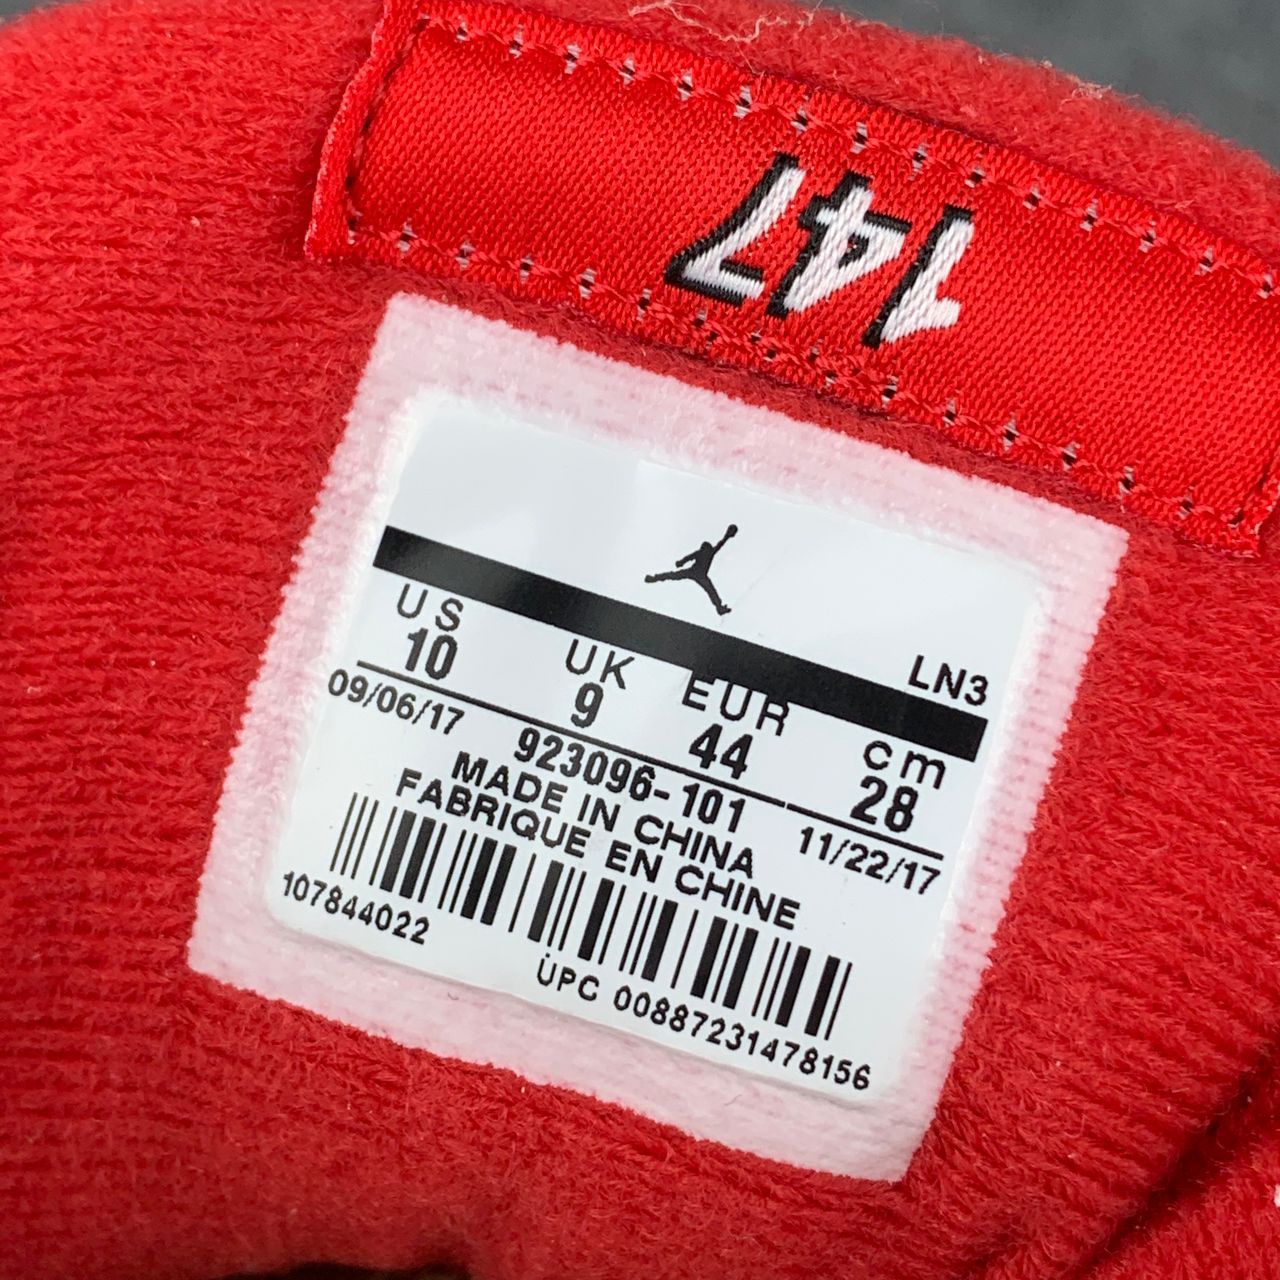 147
LN3
US UK EUR cm
10 9 44 28
09/06/17 923096-101 11/22/17
MADE IN CHINA
FABRIQUE EN CHINE
107844022
UPC 00887231478156